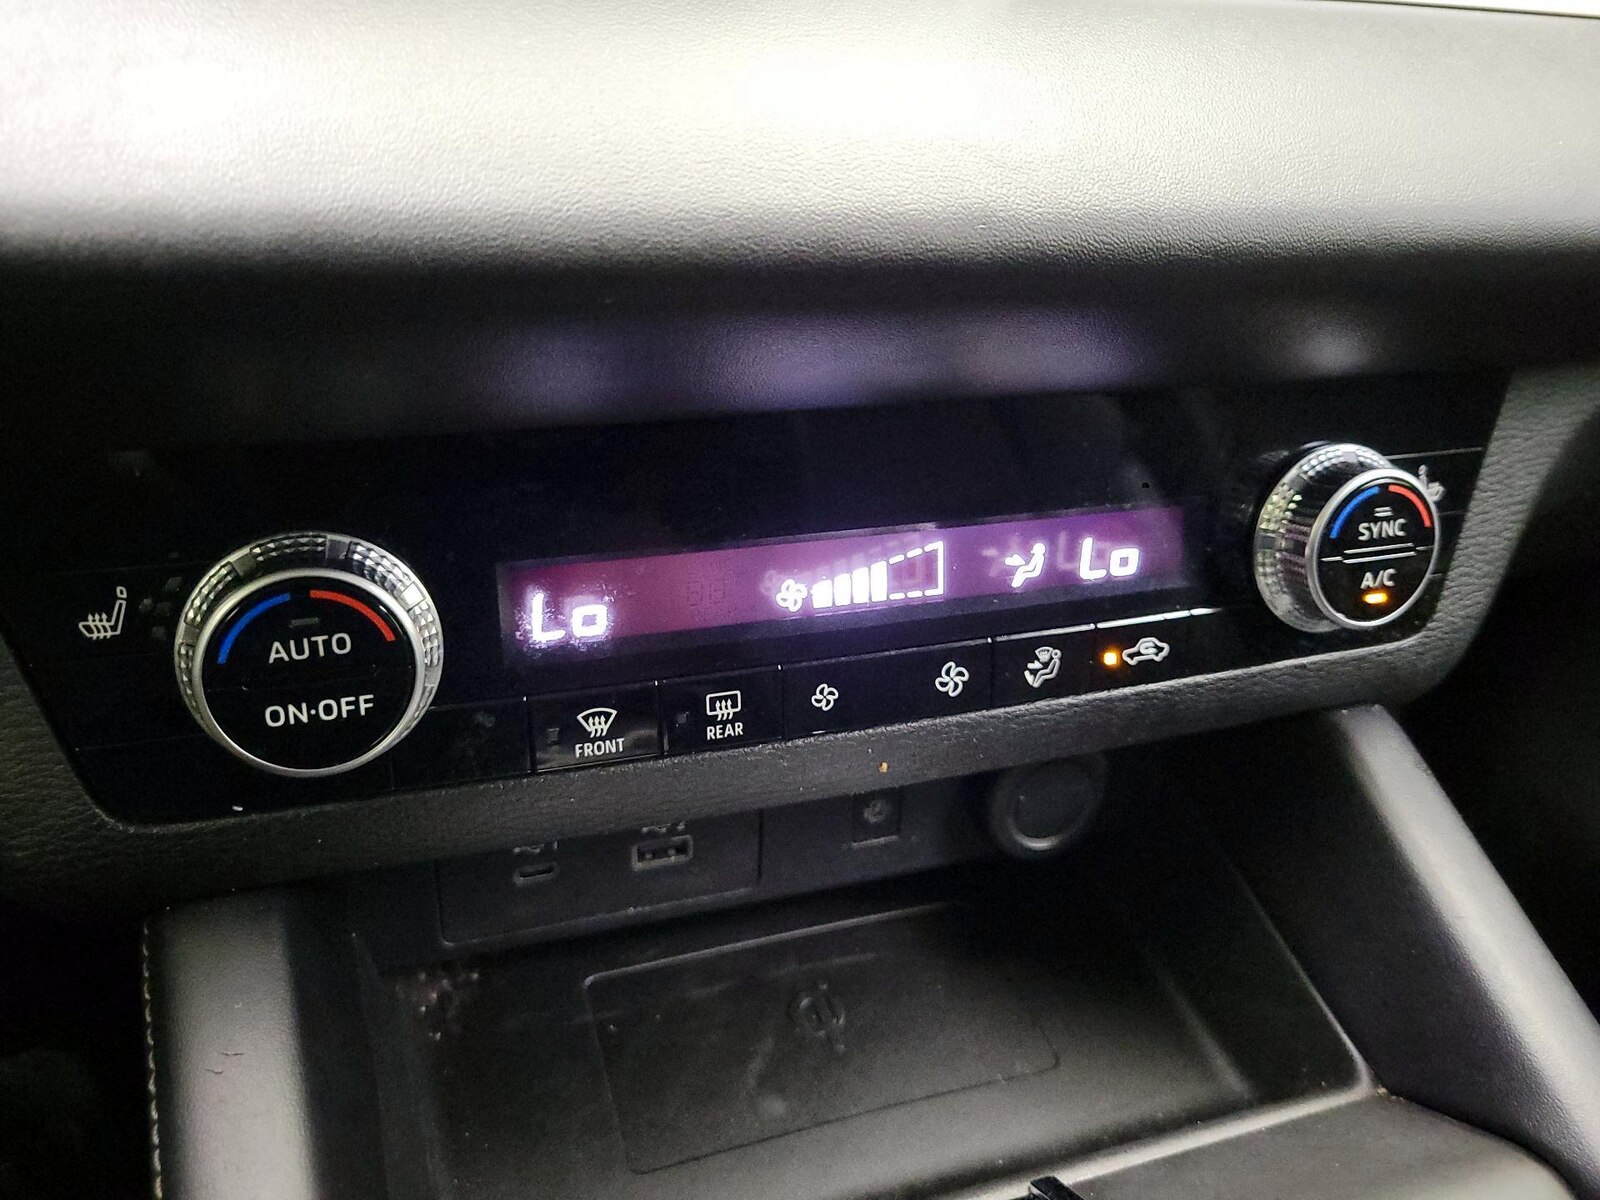 AUTO
ON·OFF
Lo
Lo
SYNC
A/C
FRONT
REAR